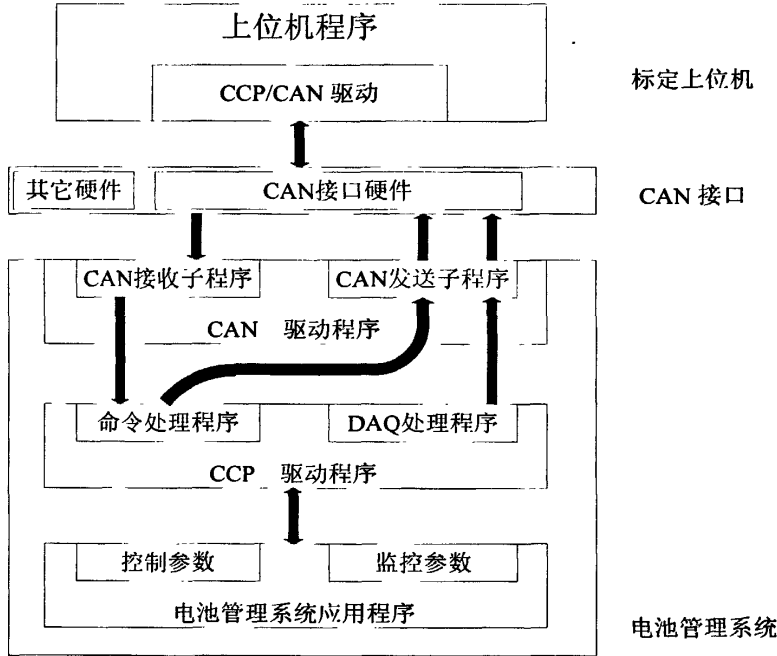 上位机程序
CCP/CAN 驱动
标定上位机
其它硬件
CAN接口硬件
CAN 接口
CAN接收子程序
CAN发送子程序
CAN 驱动程序
命令处理程序
DAQ处理程序
CCP 驱动程序
控制参数
监控参数
电池管理系统应用程序
电池管理系统